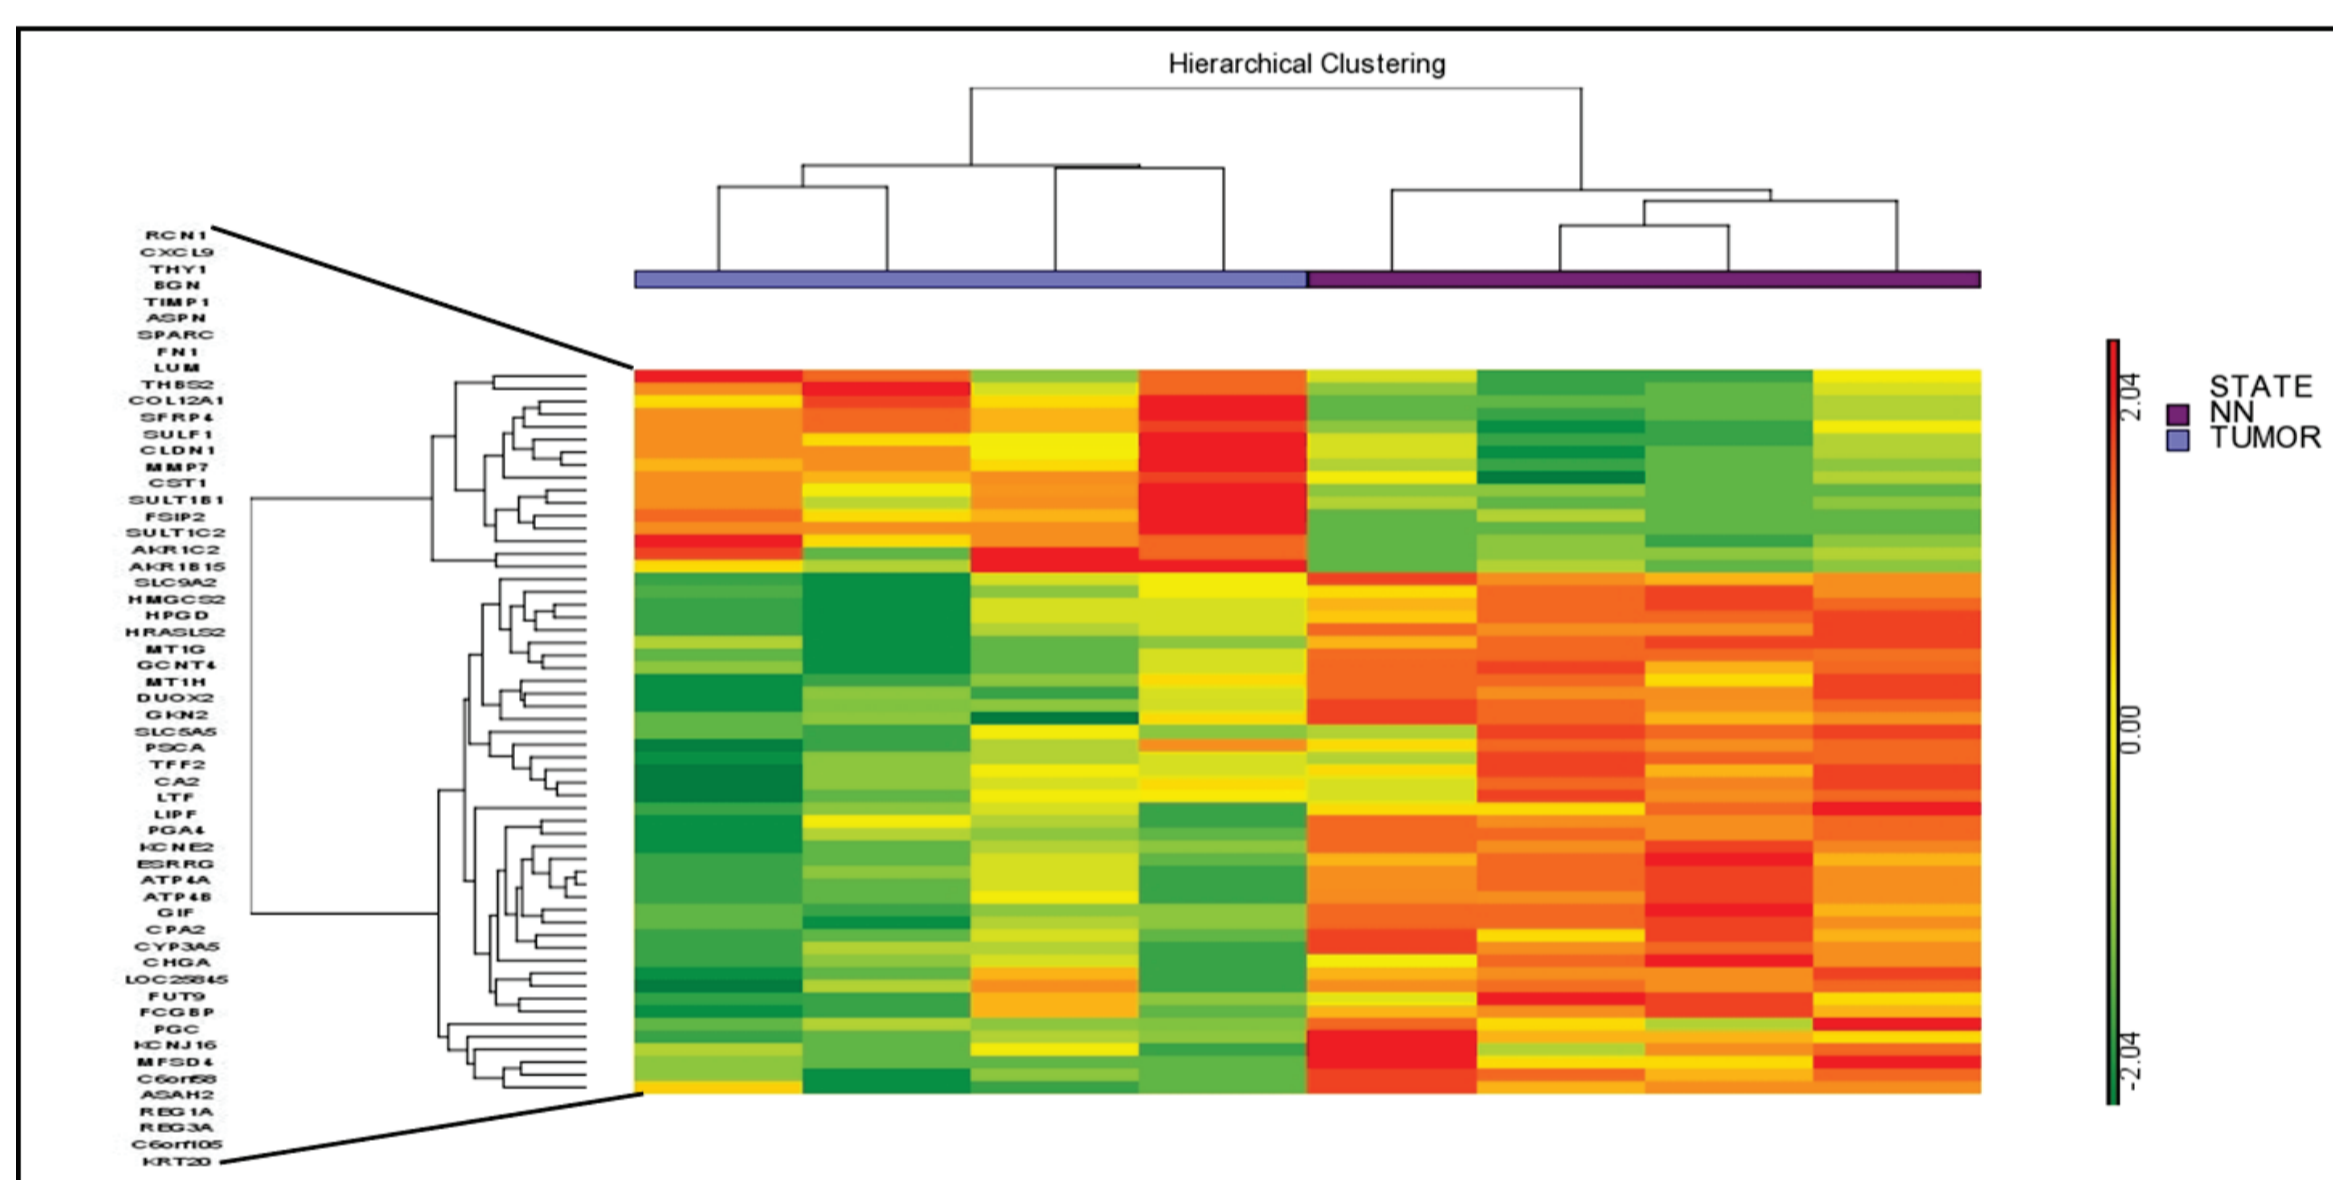 Hierarchical Clustering
RCN1
CXCL9
THY1
BGN
TIMP1
ASPN
SPARC
FN1
LUM
THBS2
COL12A1
SFRP4
SULF1
CLDN1
MMP7
CST1
SULT1B1
FSIP2
SULT1C2
AKR1C2
AKR1B15
SLC9A2
HMGCS2
HPGD
HRASLS2
MT1G
GCNT4
MT1H
DUOX2
GKN2
SLC5A5
PSCA
TFF2
CA2
LTF
LIPF
PGA4
KCNE2
ESRRG
ATP4A
ATP4B
GIF
CPA2
CYP3A5
CHGA
LOC25845
FUT9
FCGBP
PGC
KCNJ16
MFSD4
C6orf58
ASAH2
REG1A
REG3A
C6orf105
KRT20
2.04
0.00
-2.04
STATE
NN
TUMOR